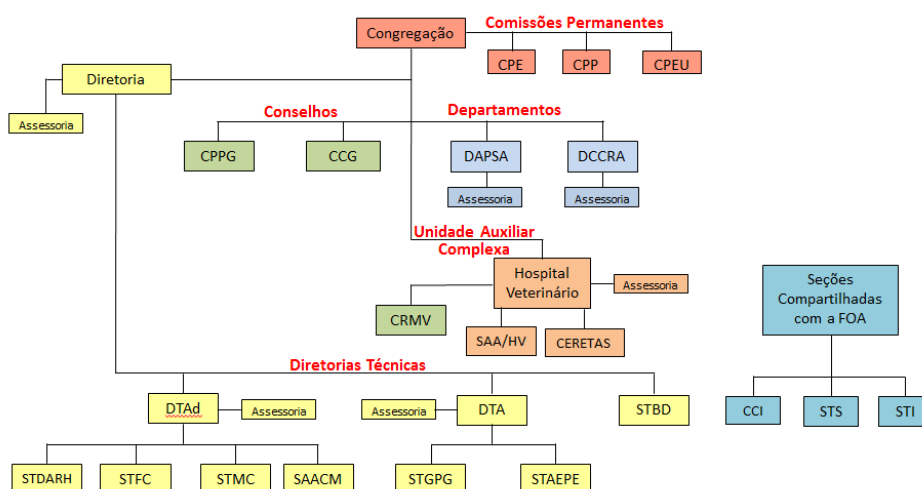 Comissões Permanentes
Congregação
CPE
CPP
CPEU
Diretoria
Assessoria
Conselhos
Departamentos
CPPG
CCG
DAPSA
DCCRA
Assessoria
Assessoria
Unidade Auxiliar
Complexa
Hospital
Veterinário
Assessoria
CRMV
SAA/HV
CERETAS
Seções
Compartilhadas
com a FOA
CCI
STS
STI
Diretorias Técnicas
DTAd
Assessoria
Assessoria
DTA
STBD
STDARH
STFC
STMC
SAACM
STGPG
STAEPE